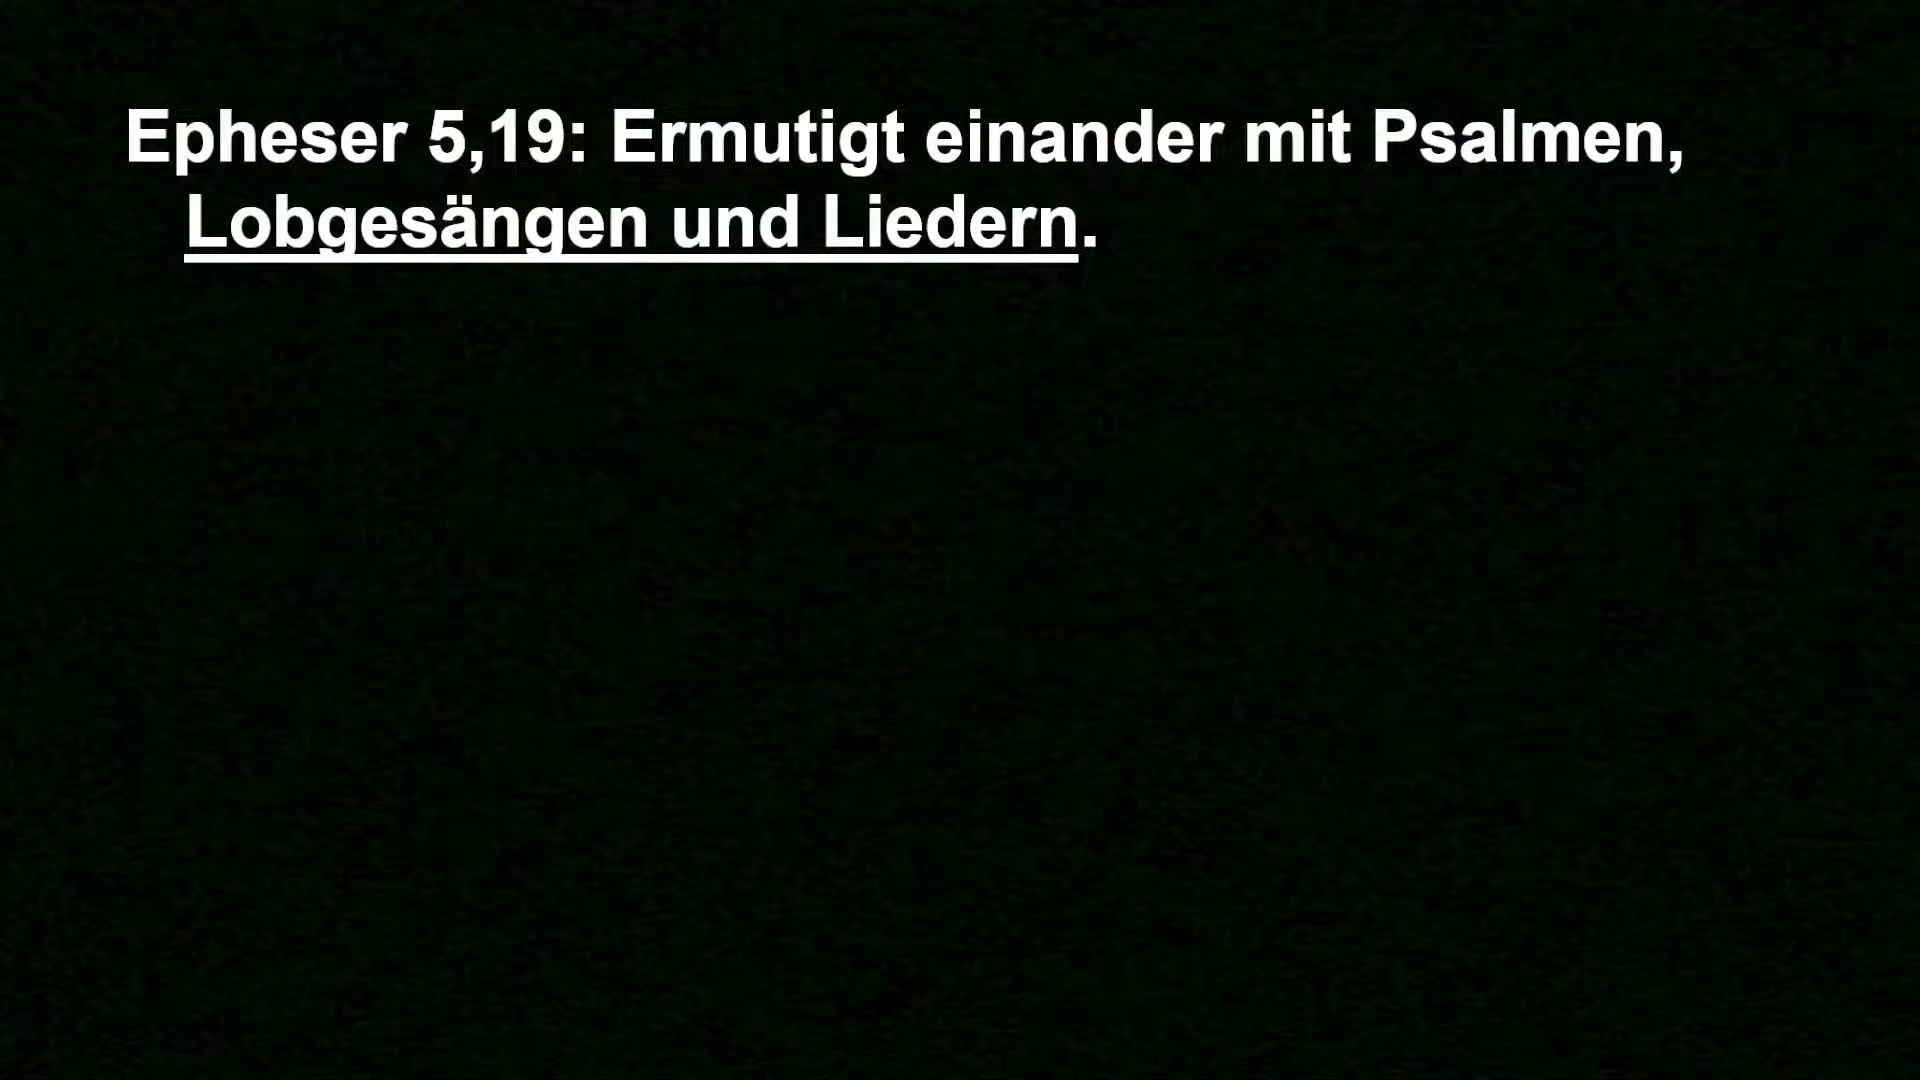 Epheser 5,19: Ermutigt einander mit Psalmen,
Lobgesängen und Liedern.